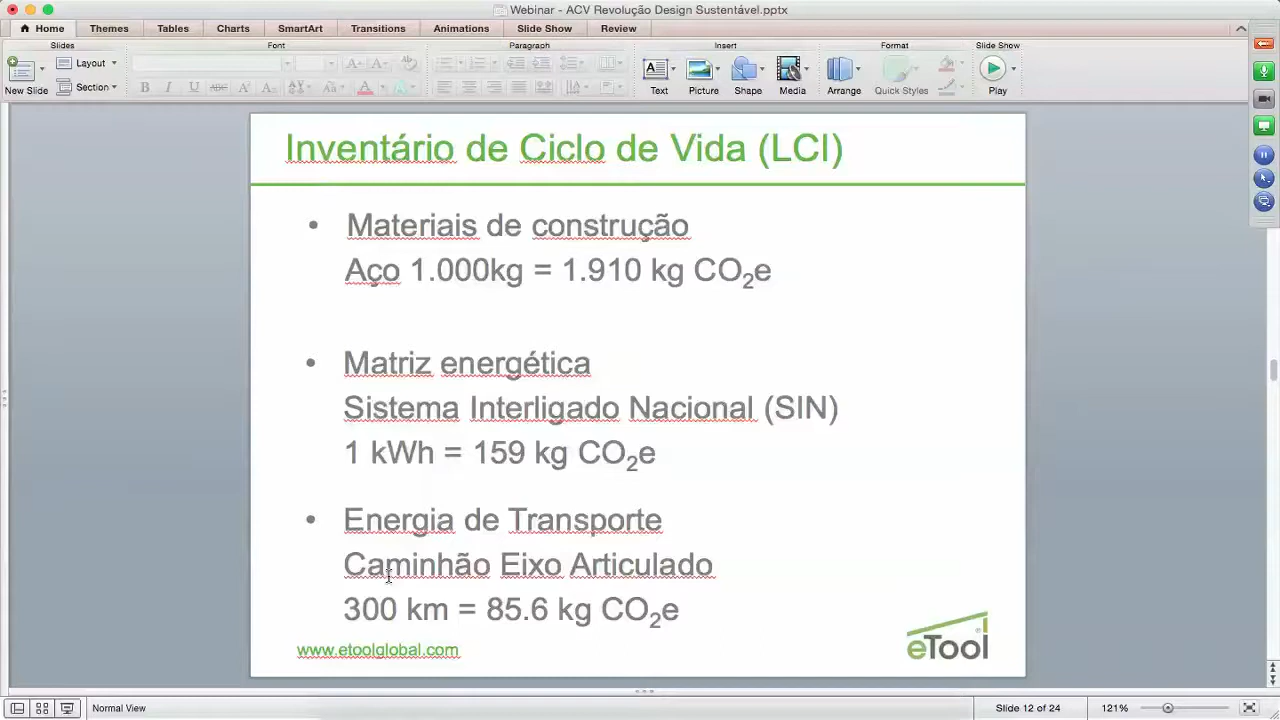 Webinar - ACV Revolução Design Sustentável.pptx
Home Themes Tables Charts SmartArt Transitions Animations Slide Show Review
Slides Font Paragraph Insert Format Slide Show
Layout
Section
New Slide
B I U ABC
Text Picture Shape Media Arrange Quick Styles Play
Inventário de Ciclo de Vida (LCI)
• Materiais de construção
Aço 1.000kg = 1.910 kg CO₂e
• Matriz energética
Sistema Interligado Nacional (SIN)
1 kWh = 159 kg CO₂e
• Energia de Transporte
Caminhão Eixo Articulado
300 km = 85.6 kg CO₂e
www.etoolglobal.com
eTool
Normal View Slide 12 of 24 121%